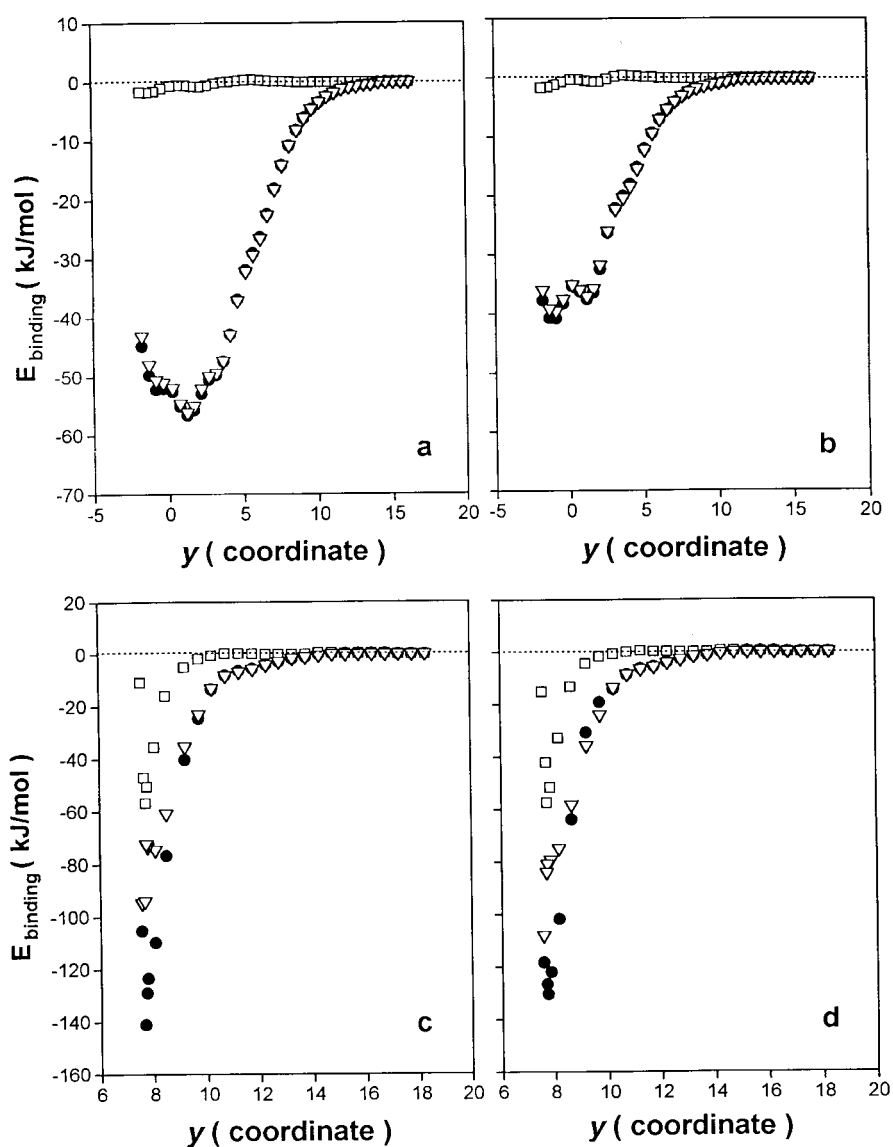 10
0
-10
-20
-30
-40
-50
-60
-70
E binding ( kJ/mol )
-5 0 5 10 15 20
y ( coordinate )
a
-5 0 5 10 15 20
y ( coordinate )
b
20
0
-20
-40
-60
-80
-100
-120
-140
-160
E binding ( kJ/mol )
6 8 10 12 14 16 18 20
y ( coordinate )
c
6 8 10 12 14 16 18 20
y ( coordinate )
d